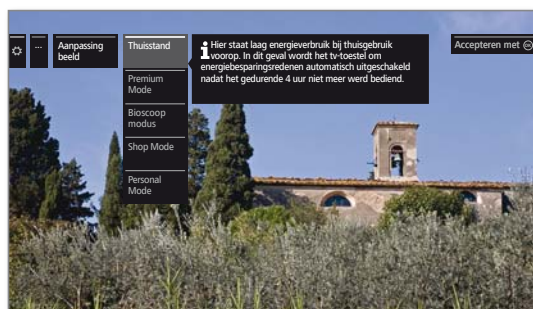 ...
Aanpassing
beeld
Thuisstand
Premium
Mode
Bioscoop
modus
Shop Mode
Personal
Mode
i Hier staat laag energieverbruik bij thuisgebruik
voorop. In dit geval wordt het tv-toestel om
energiebesparingsredenen automatisch uitgeschakeld
nadat het gedurende 4 uur niet meer werd bediend.
Accepteren met OK